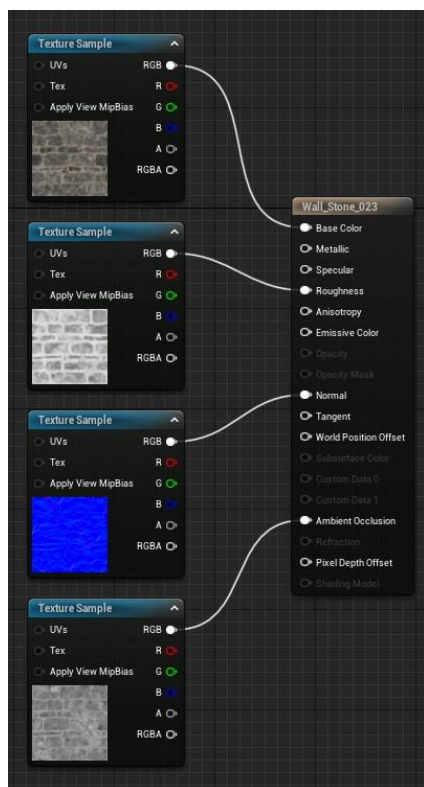 Texture Sample
UVs RGB
Tex R
Apply View MipBias G
B
A
RGBA
Texture Sample
UVs RGB
Tex R
Apply View MipBias G
B
A
RGBA
Texture Sample
UVs RGB
Tex R
Apply View MipBias G
B
A
RGBA
Texture Sample
UVs RGB
Tex R
Apply View MipBias G
B
A
RGBA
Wall_Stone_023
Base Color
Metallic
Specular
Roughness
Anisotropy
Emissive Color
Opacity
Opacity Mask
Normal
Tangent
World Position Offset
Subsurface Color
Custom Data 0
Custom Data 1
Ambient Occlusion
Refraction
Pixel Depth Offset
Shading Model